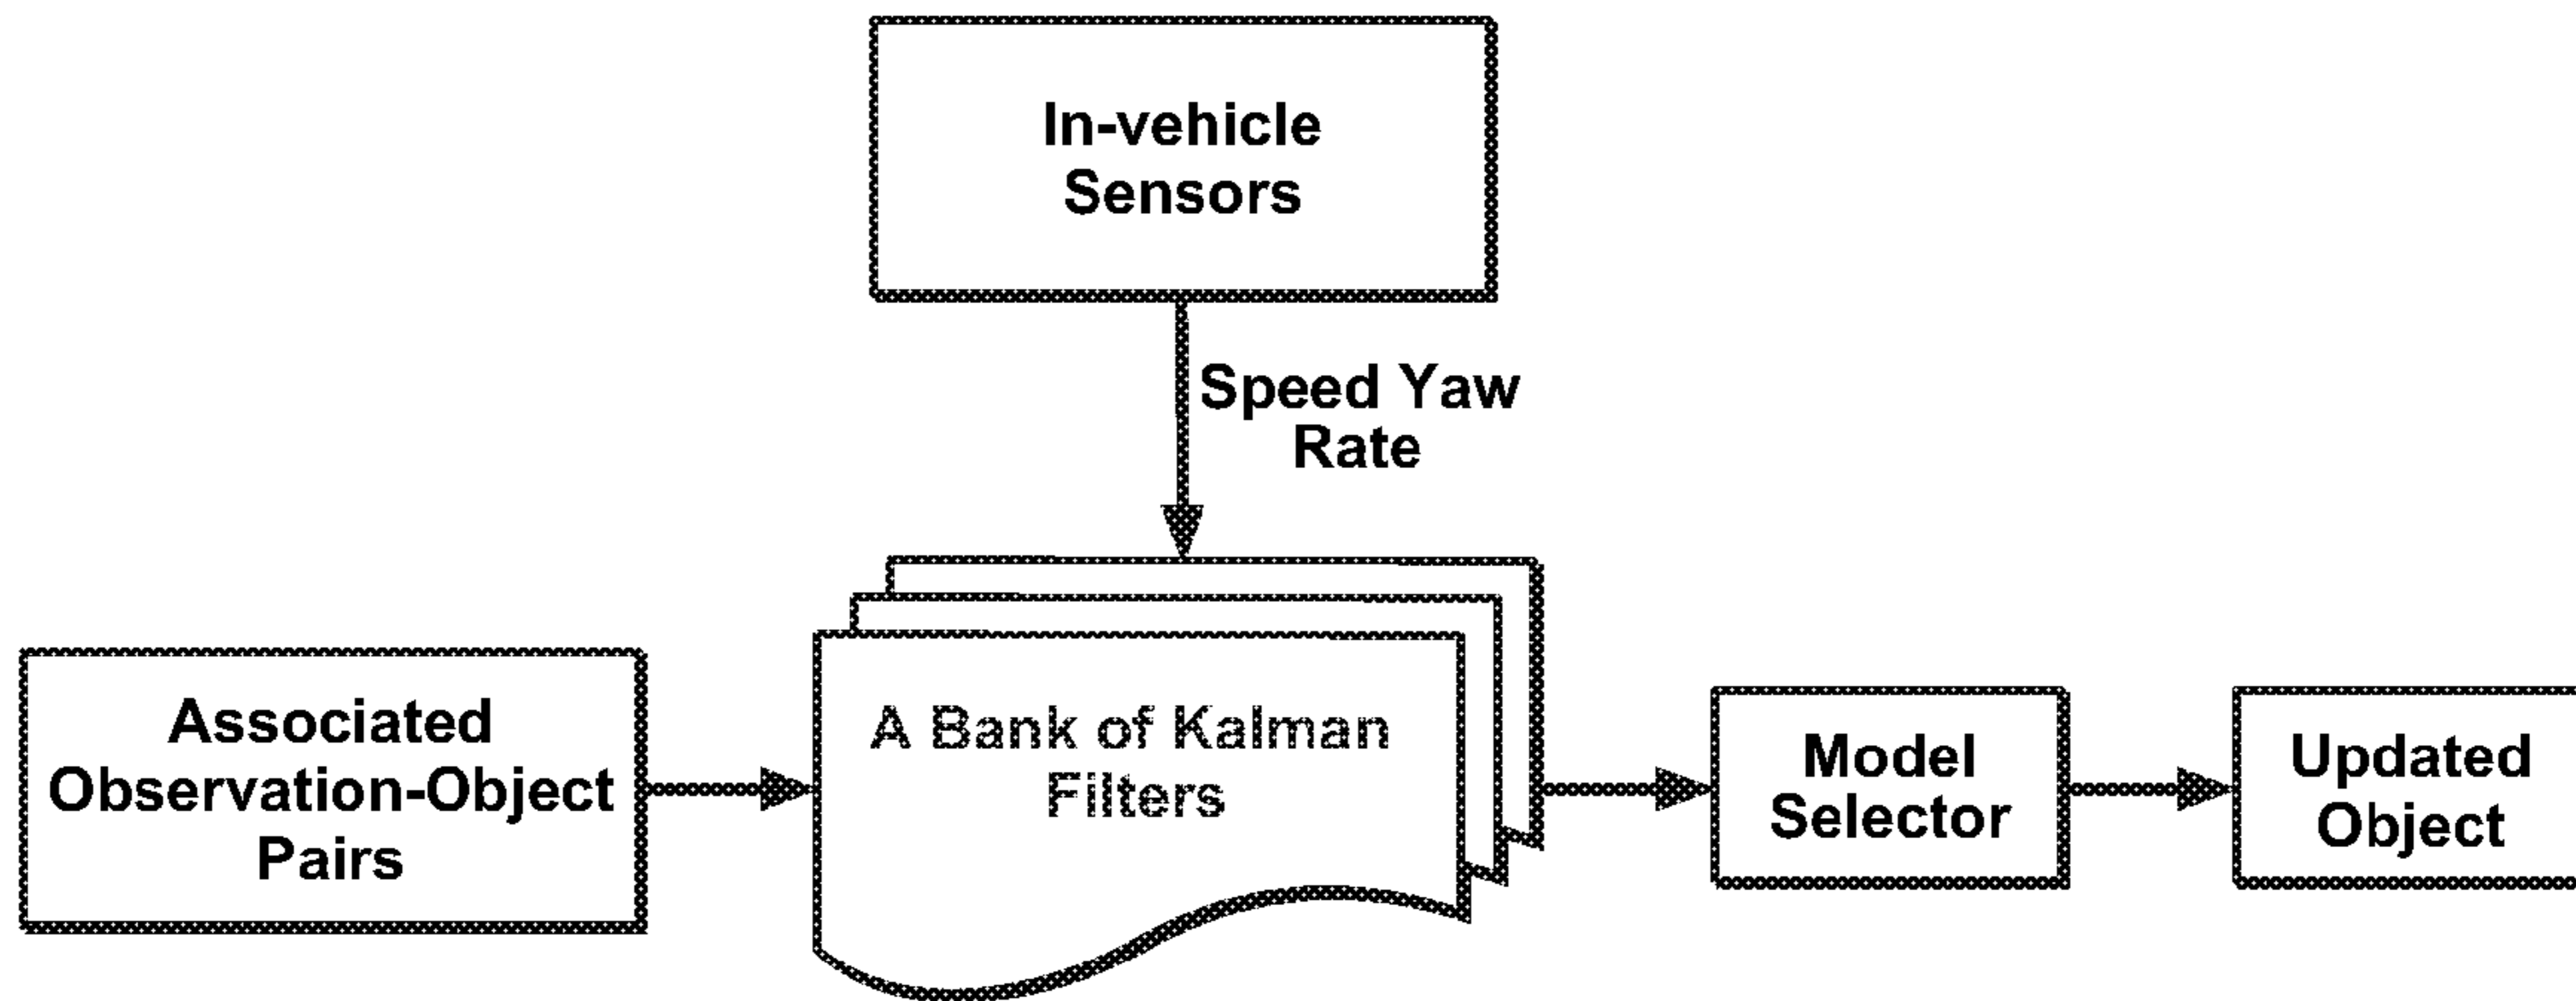 In-vehicle
Sensors
Speed Yaw
Rate
Associated
Observation-Object
Pairs
A Bank of Kalman
Filters
Model
Selector
Updated
Object